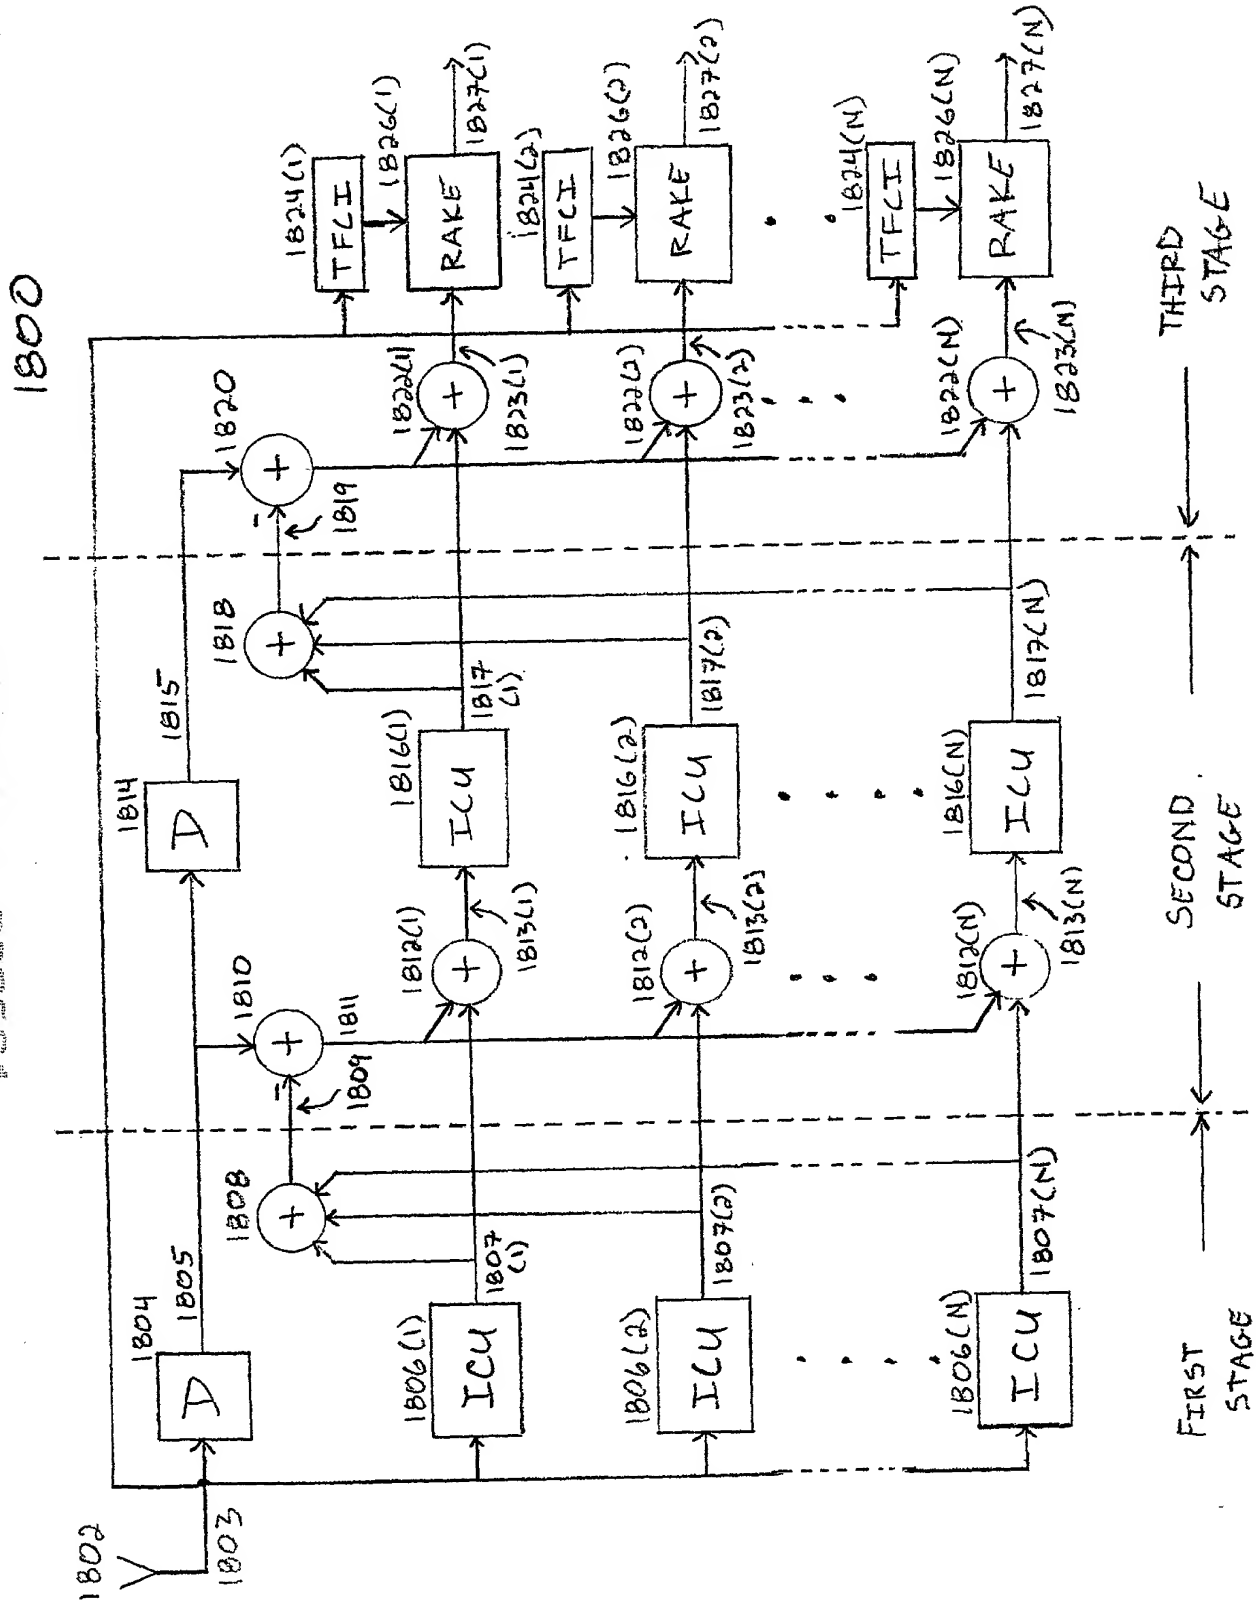 1800
1802
1803
1804
D
1805
1814
D
1815
1806(1)
ICU
1807
(1)
1806(2)
ICU
1807(2)
1806(N)
ICU
1807(N)
1808
+
1809
-
1810
+
1811
1812(1)
+
1813(1)
1812(2)
+
1813(2)
1812(N)
+
1813(N)
1816(1)
ICU
1817
(1)
1816(2)
ICU
1817(2)
1816(N)
ICU
1817(N)
1818
+
1819
-
1820
+
1822(1)
+
1823(1)
1822(2)
+
1823(2)
1822(N)
+
1823(N)
1824(1)
TFCI
1826(1)
RAKE
1827(1)
1824(2)
TFCI
1826(2)
RAKE
1827(2)
1824(N)
TFCI
1826(N)
RAKE
1827(N)
FIRST
STAGE
SECOND
STAGE
THIRD
STAGE